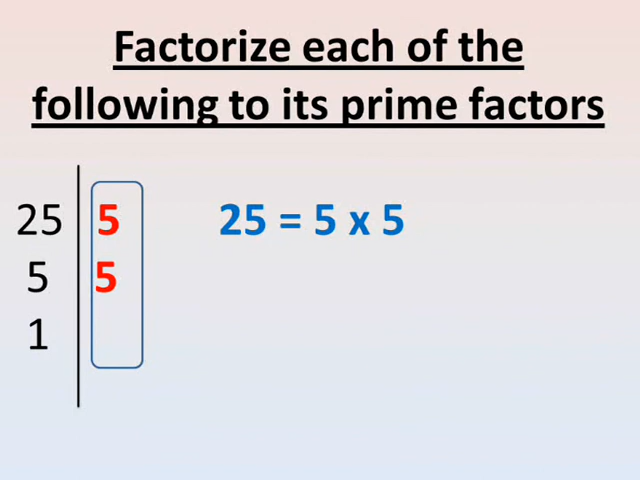 Factorize each of the
following to its prime factors
25 5 25 = 5 x 5
5 5
1